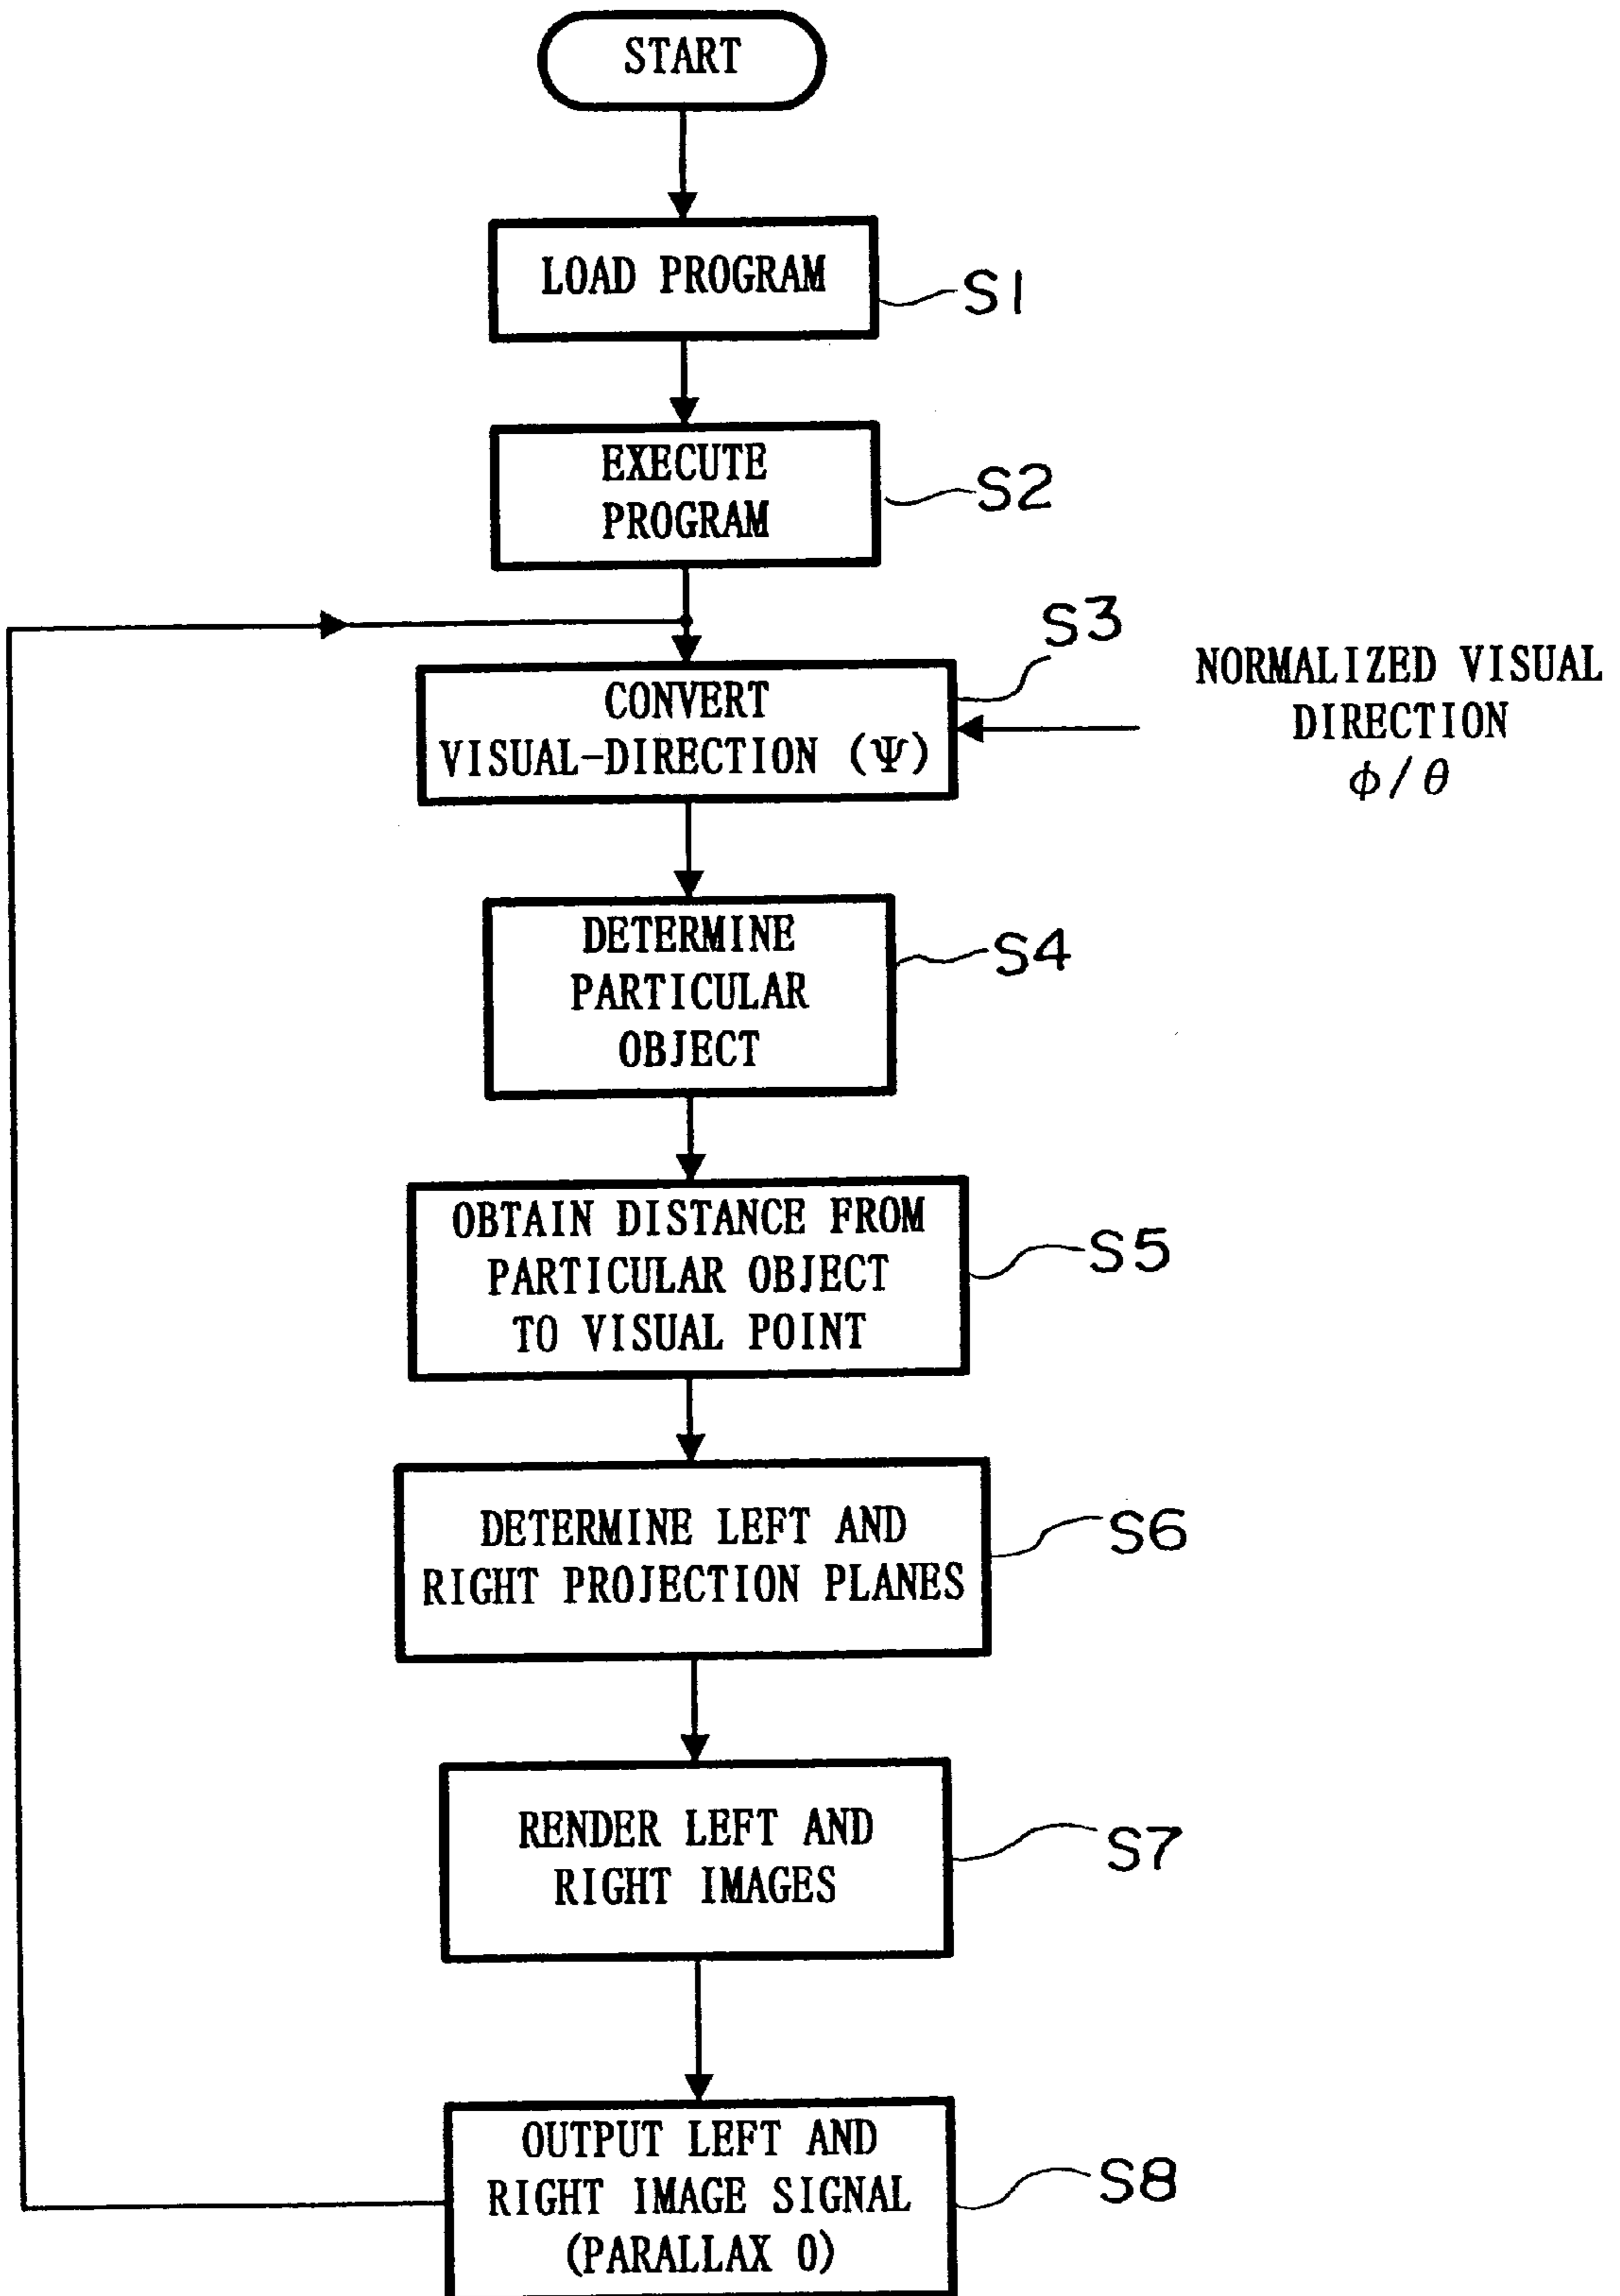 START
LOAD PROGRAM
S1
EXECUTE
PROGRAM
S2
S3
CONVERT
VISUAL-DIRECTION (Ψ)
NORMALIZED VISUAL
DIRECTION
φ/θ
DETERMINE
PARTICULAR
OBJECT
S4
OBTAIN DISTANCE FROM
PARTICULAR OBJECT
TO VISUAL POINT
S5
DETERMINE LEFT AND
RIGHT PROJECTION PLANES
S6
RENDER LEFT AND
RIGHT IMAGES
S7
OUTPUT LEFT AND
RIGHT IMAGE SIGNAL
(PARALLAX 0)
S8